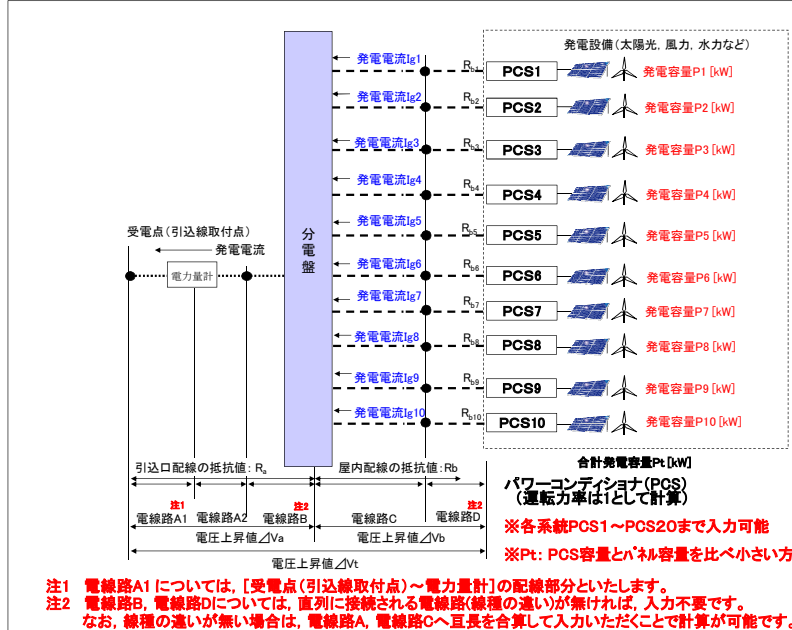 発電設備(太陽光, 風力, 水力など)
発電電流Ig1
Rb1
PCS1
発電容量P1 [kW]
発電電流Ig2
Rb2
PCS2
発電容量P2 [kW]
発電電流Ig3
Rb3
PCS3
発電容量P3 [kW]
発電電流Ig4
Rb4
PCS4
発電容量P4 [kW]
発電電流Ig5
Rb5
PCS5
発電容量P5 [kW]
発電電流Ig6
Rb6
PCS6
発電容量P6 [kW]
発電電流Ig7
Rb7
PCS7
発電容量P7 [kW]
発電電流Ig8
Rb8
PCS8
発電容量P8 [kW]
発電電流Ig9
Rb9
PCS9
発電容量P9 [kW]
発電電流Ig10
Rb10
PCS10
発電容量P10 [kW]
受電点(引込線取付点)
発電電流
電力量計
分電盤
合計発電容量Pt [kW]
引込口配線の抵抗値: Ra
屋内配線の抵抗値:Rb
パワーコンディショナ(PCS)
(運転力率は1として計算)
注1
注2
注2
電線路A1
電線路A2
電線路B
電線路C
電線路D
電圧上昇値⊿Va
電圧上昇値⊿Vb
電圧上昇値⊿Vt
※各系統PCS1~PCS20まで入力可能
※Pt: PCS容量とパネル容量を比べ小さい方
注1 電線路A1 については, [受電点(引込線取付点)~電力量計]の配線部分といたします。
注2 電線路B, 電線路Dについては, 直列に接続される電線路(線種の違い)が無ければ, 入力不要です。
なお, 線種の違いが無い場合は, 電線路A, 電線路Cへ亘長を合算して入力いただくことで計算が可能です。